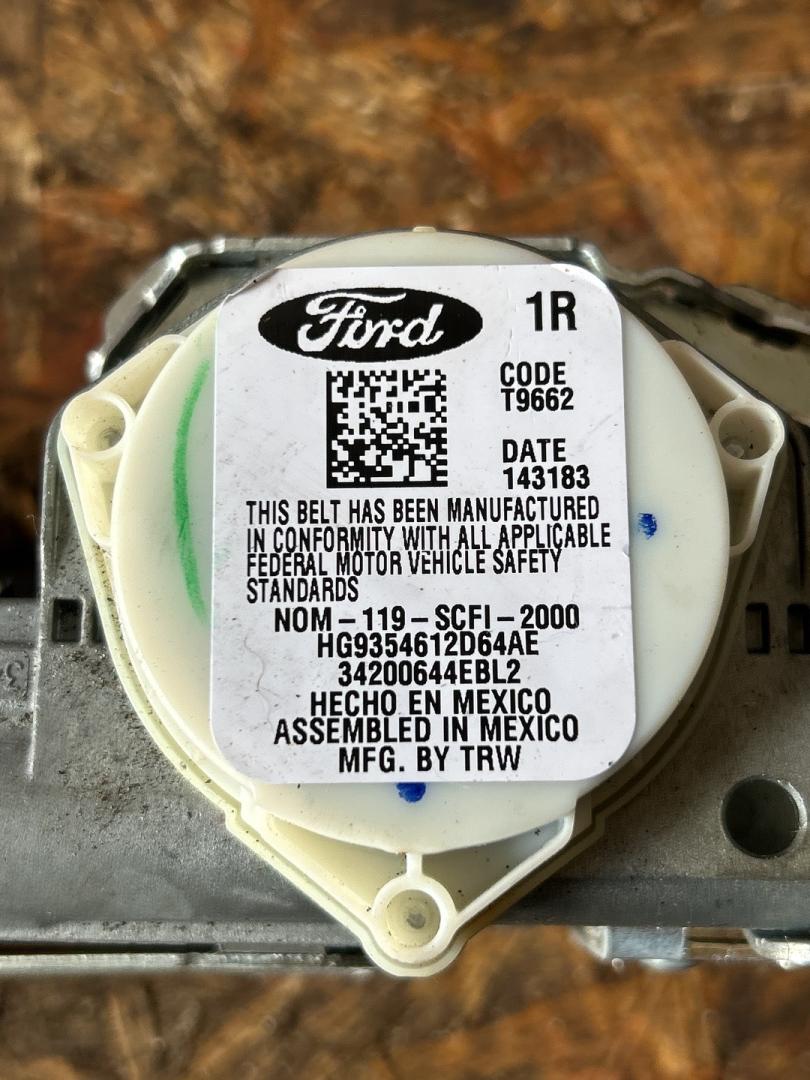 Ford
1R
CODE
T9662
DATE
143183
THIS BELT HAS BEEN MANUFACTURED
IN CONFORMITY WITH ALL APPLICABLE
FEDERAL MOTOR VEHICLE SAFETY
STANDARDS
NOM-119-SCFI-2000
HG9354612D64AE
34200644EBL2
HECHO EN MEXICO
ASSEMBLED IN MEXICO
MFG. BY TRW